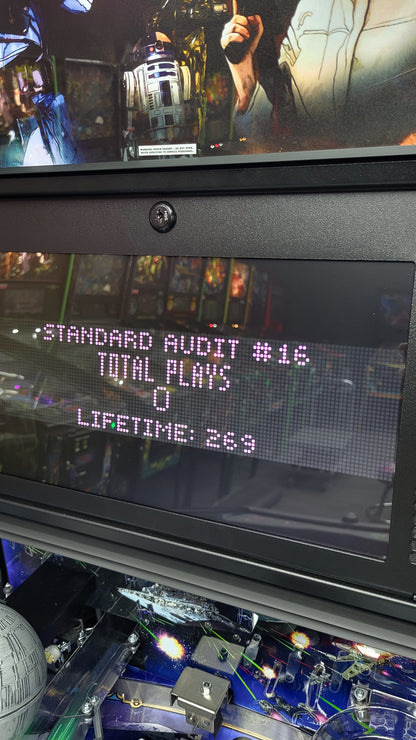 STANDARD AUDIT #16
TOTAL PLAYS
0
LIFETIME: 269